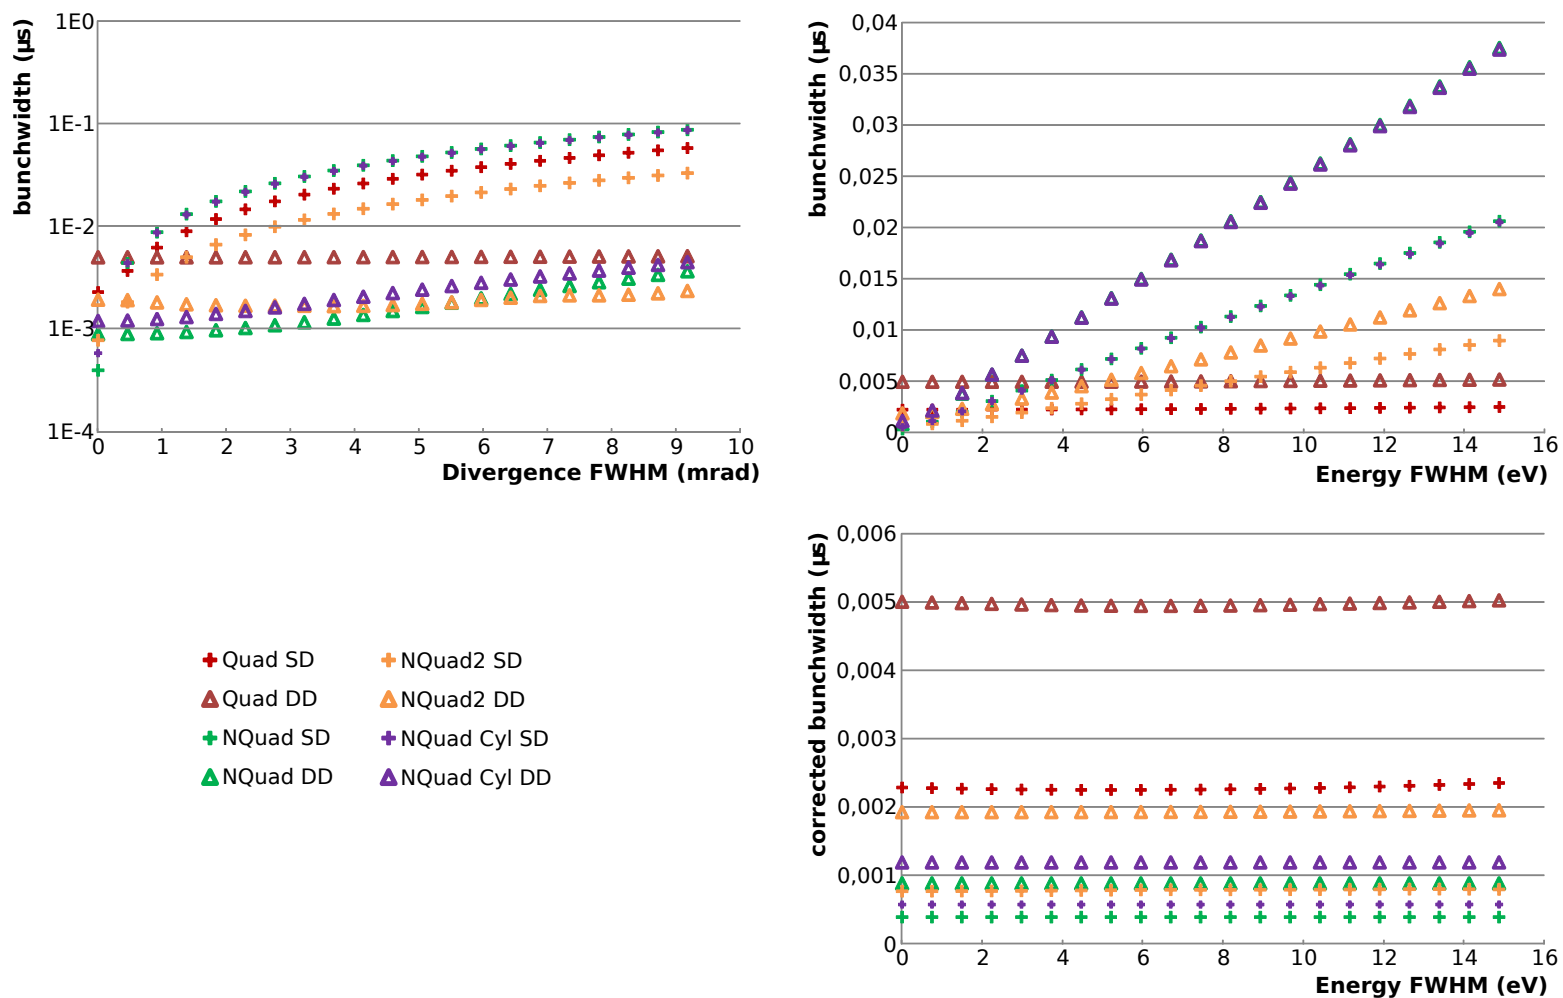 bunchwidth (µs)
1E0
1E-1
1E-2
1E-3
1E-4
0 1 2 3 4 5 6 7 8 9 10
Divergence FWHM (mrad)
bunchwidth (µs)
0,04
0,035
0,03
0,025
0,02
0,015
0,01
0,005
0
0 2 4 6 8 10 12 14 16
Energy FWHM (eV)
Quad SD
Quad DD
NQuad SD
NQuad DD
NQuad2 SD
NQuad2 DD
NQuad Cyl SD
NQuad Cyl DD
corrected bunchwidth (µs)
0,006
0,005
0,004
0,003
0,002
0,001
0
0 2 4 6 8 10 12 14 16
Energy FWHM (eV)